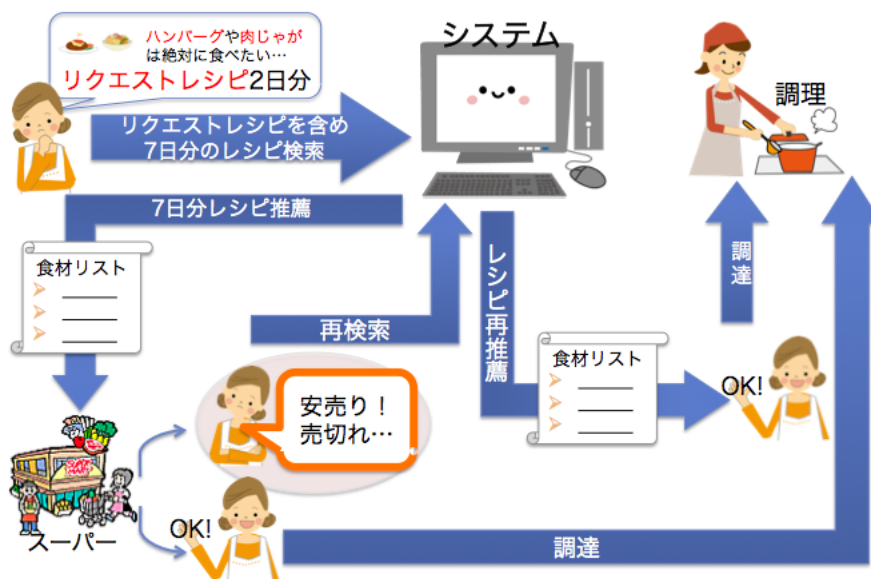 ハンバーグや肉じゃが
は絶対に食べたい…
リクエストレシピ2日分
システム
調理
リクエストレシピを含め
7日分のレシピ検索
7日分レシピ推薦
食材リスト
再検索
レシピ再推薦
食材リスト
調達
OK!
安売り！
売切れ…
SUPER
MART
スーパー
OK!
調達